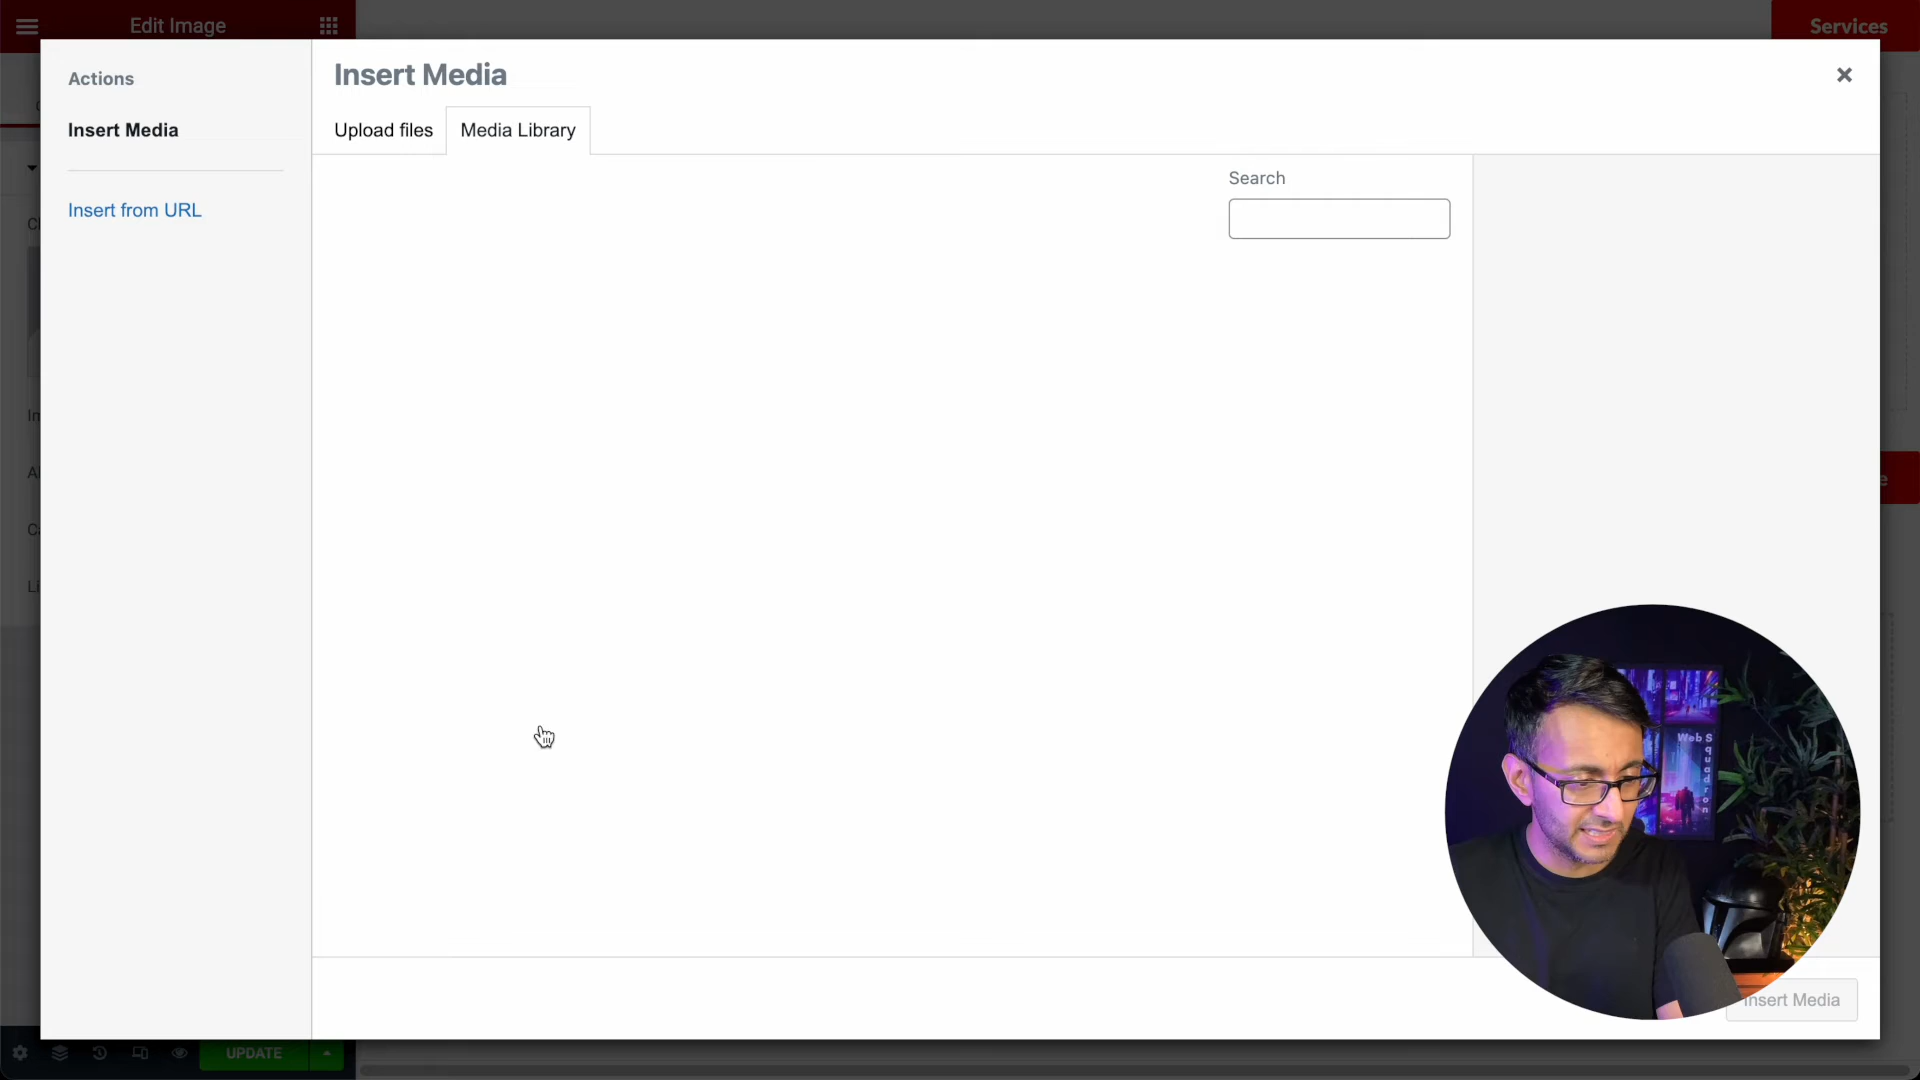 Edit Image
Services
Actions
Insert Media
Insert from URL
Insert Media
Upload files
Media Library
Search
Web S
q
u
a
d
r
o
n
Insert Media
UPDATE